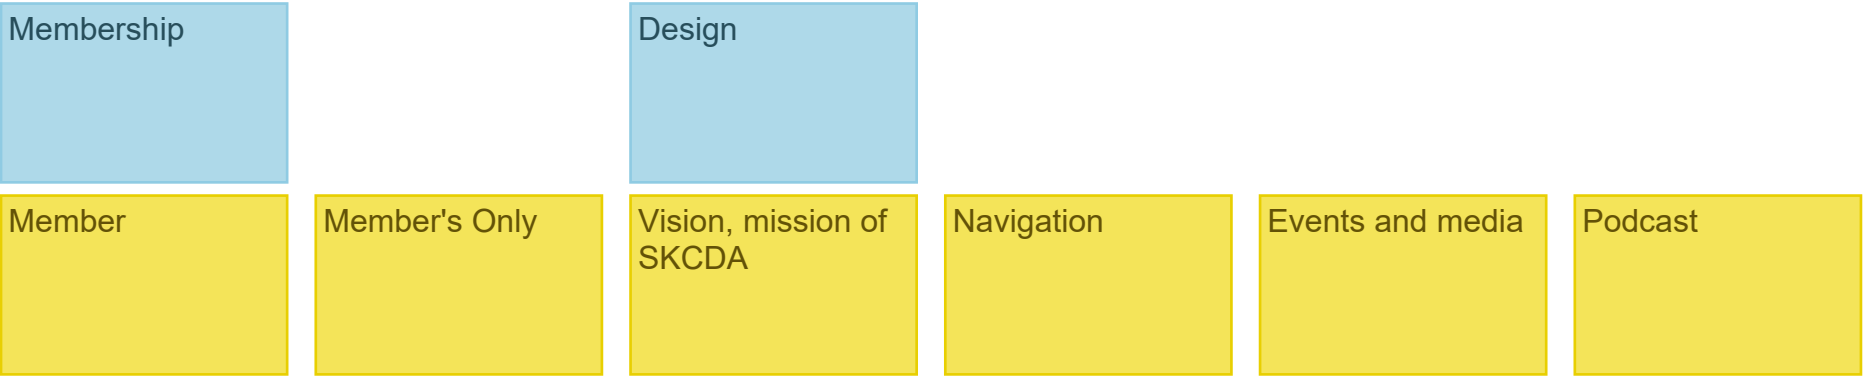 Membership
Design
Member
Member's Only
Vision, mission of
SKCDA
Navigation
Events and media
Podcast